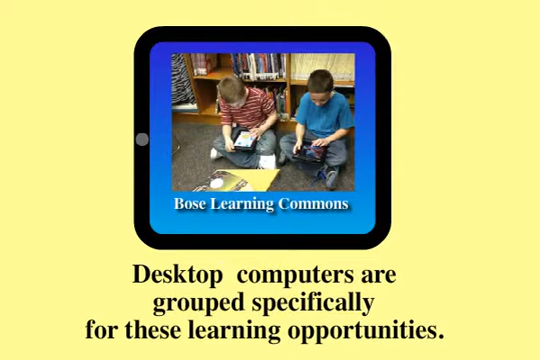 Bose Learning Commons
Desktop computers are
grouped specifically
for these learning opportunities.